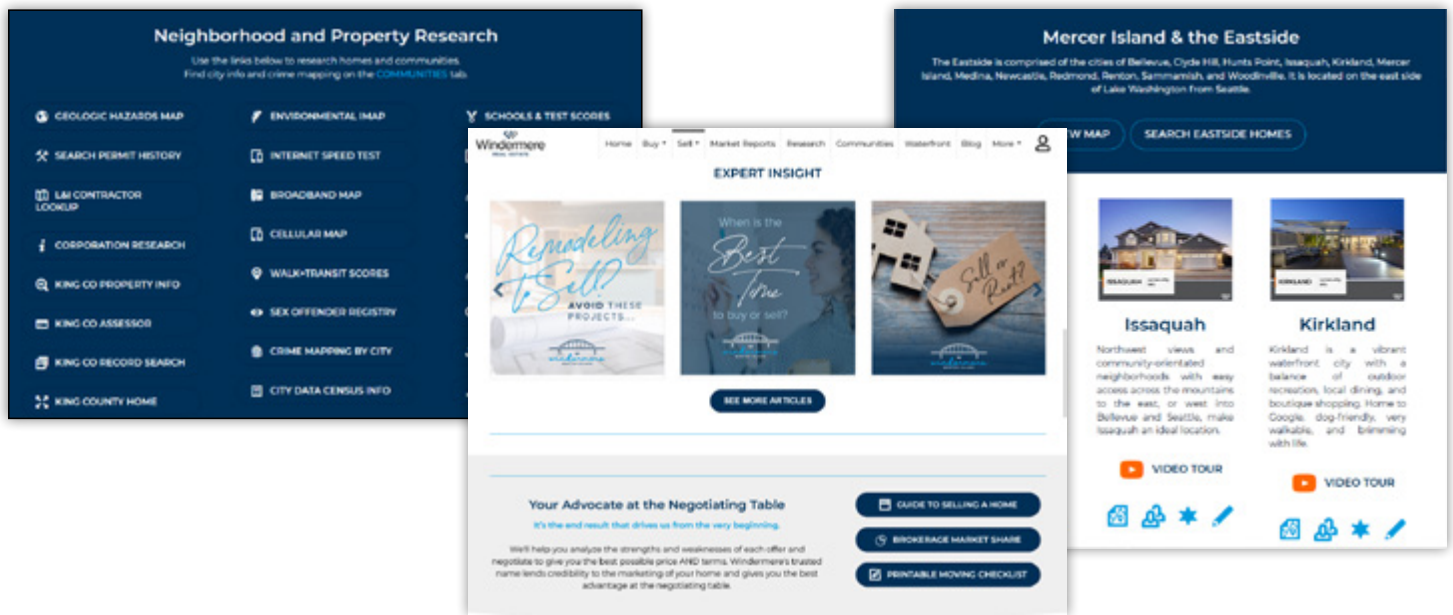 Neighborhood and Property Research
Use the links below to research homes and communities.
Find city info and crime mapping on the COMMUNITIES tab.
GEOLOGIC HAZARDS MAP
SEARCH PERMIT HISTORY
L&I CONTRACTOR
LOOKUP
CORPORATION RESEARCH
KING CO PROPERTY INFO
KING CO ASSESSOR
KING CO RECORD SEARCH
KING COUNTY HOME
ENVIRONMENTAL IMAP
INTERNET SPEED TEST
BROADBAND MAP
CELLULAR MAP
WALK+TRANSIT SCORES
SEX OFFENDER REGISTRY
CRIME MAPPING BY CITY
CITY DATA CENSUS INFO
SCHOOLS & TEST SCORES
Windermere
REAL ESTATE
Home Buy Sell Market Reports Research Communities Waterfront Blog More
EXPERT INSIGHT
Remodeling
to Sell?
AVOID THESE
PROJECTS...
windermere
When is the
Best
Time
to buy or sell?
windermere
Sell or
Rent?
windermere
SEE MORE ARTICLES
Your Advocate at the Negotiating Table
It's the end result that drives us from the very beginning.
We'll help you analyze the strengths and weaknesses of each offer and
negotiate to give you the best possible price AND terms. Windermere's trusted
name lends credibility to the marketing of your home and gives you the best
advantage at the negotiating table.
GUIDE TO SELLING A HOME
BROKERAGE MARKET SHARE
PRINTABLE MOVING CHECKLIST
Mercer Island & the Eastside
The Eastside is comprised of the cities of Bellevue, Clyde Hill, Hunts Point, Issaquah, Kirkland, Mercer
Island, Medina, Newcastle, Redmond, Renton, Sammamish, and Woodinville. It is located on the east side
of Lake Washington from Seattle.
EW MAP
SEARCH EASTSIDE HOMES
ISSAQUAH
KIRKLAND
Issaquah
Northwest views and
community-orientated
neighborhoods with easy
access across the mountains
to the east, or west into
Bellevue and Seattle, make
Issaquah an ideal location.
VIDEO TOUR
Kirkland
Kirkland is a vibrant
waterfront city with a
balance of outdoor
recreation, local dining, and
boutique shopping. Home to
Google, dog-friendly, very
walkable, and brimming
with life.
VIDEO TOUR